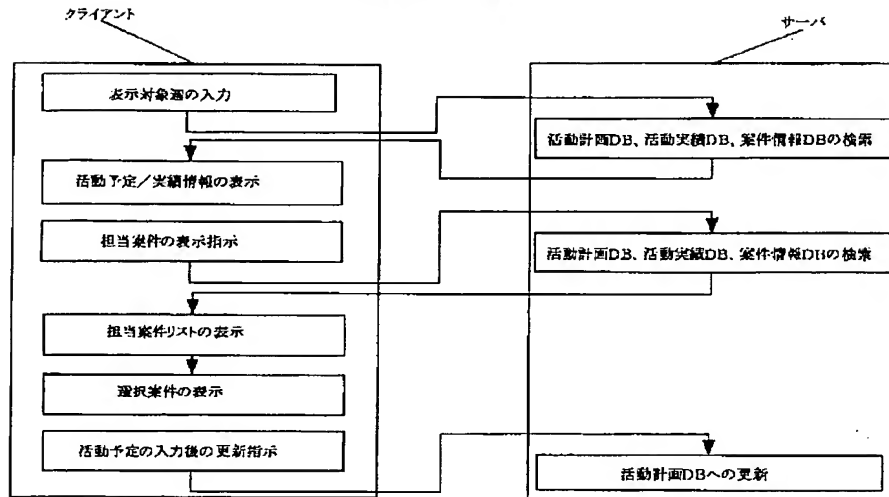 クライアント
サーバ
表示対象週の入力
活動計画DB、活動実績DB、案件情報DBの検索
活動予定／実績情報の表示
担当案件の表示指示
活動計画DB、活動実績DB、案件情報DBの検索
担当案件リストの表示
選択案件の表示
活動予定の入力後の更新指示
活動計画DBへの更新